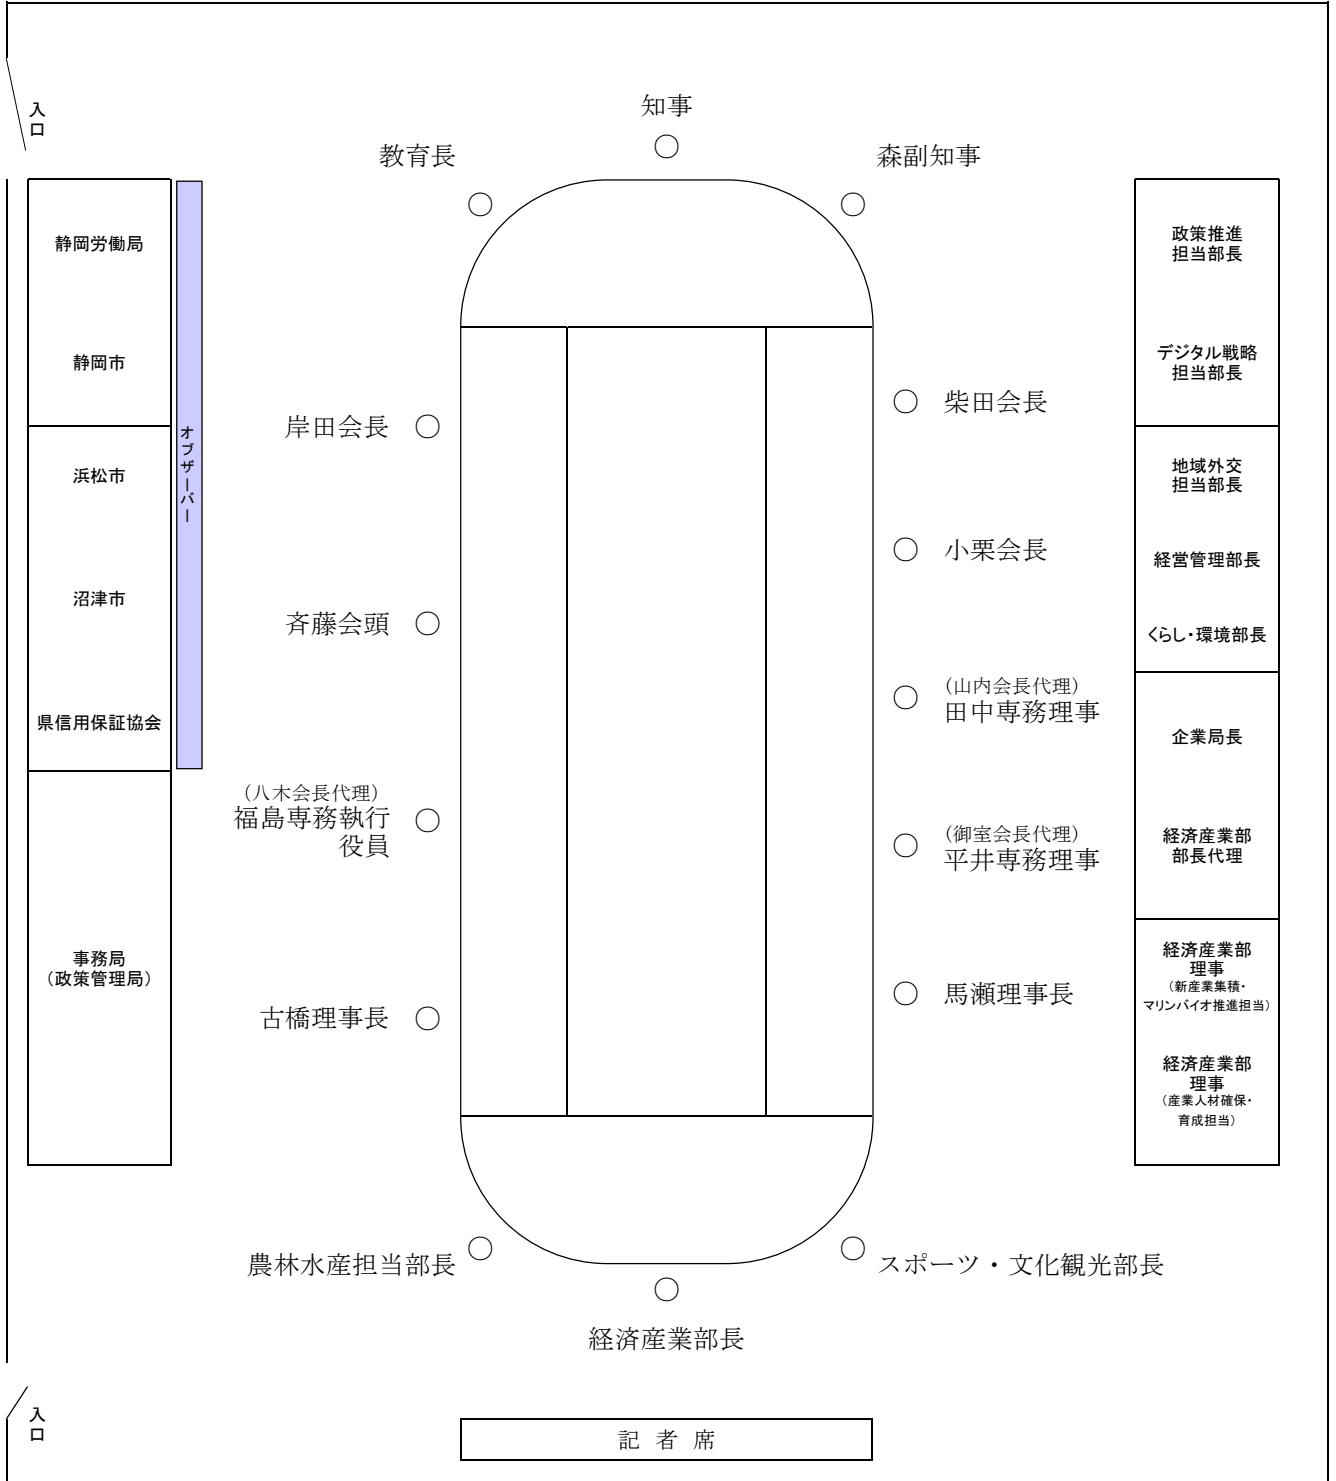 入口
知事
教育長
森副知事
静岡労働局
静岡市
浜松市
沼津市
県信用保証協会
オブザーバー
事務局
（政策管理局）
岸田会長
斉藤会頭
（八木会長代理）
福島専務執行
役員
古橋理事長
柴田会長
小栗会長
（山内会長代理）
田中専務理事
（御室会長代理）
平井専務理事
馬瀬理事長
政策推進
担当部長
デジタル戦略
担当部長
地域外交
担当部長
経営管理部長
くらし・環境部長
企業局長
経済産業部
部長代理
経済産業部
理事
（新産業集積・
マリンバイオ推進担当）
経済産業部
理事
（産業人材確保・
育成担当）
農林水産担当部長
スポーツ・文化観光部長
経済産業部長
入口
記者席